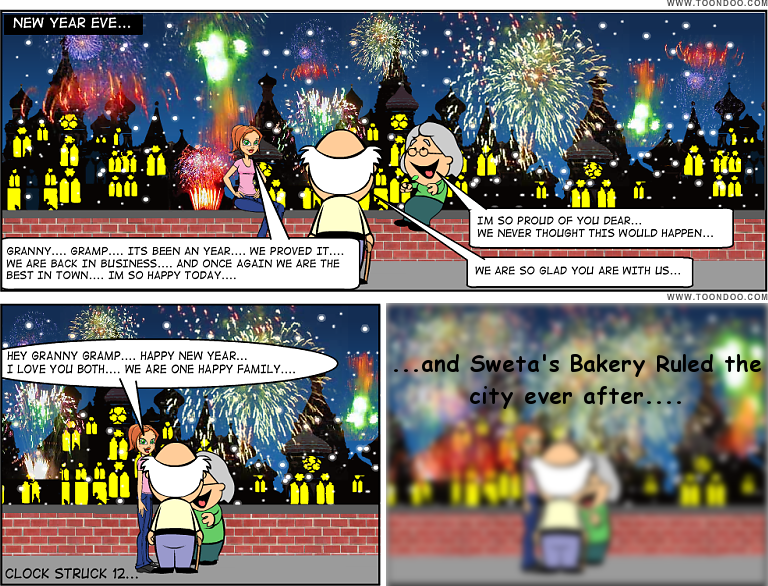 WWW.TOONDOO.COM
NEW YEAR EVE...
GRANNY.... GRAMP.... ITS BEEN AN YEAR.... WE PROVED IT....
WE ARE BACK IN BUSINESS.... AND ONCE AGAIN WE ARE THE
BEST IN TOWN.... IM SO HAPPY TODAY....
IM SO PROUD OF YOU DEAR...
WE NEVER THOUGHT THIS WOULD HAPPEN...
WE ARE SO GLAD YOU ARE WITH US...
WWW.TOONDOO.COM
HEY GRANNY GRAMP.... HAPPY NEW YEAR...
I LOVE YOU BOTH.... WE ARE ONE HAPPY FAMILY....
CLOCK STRUCK 12...
...and Sweta's Bakery Ruled the
city ever after....